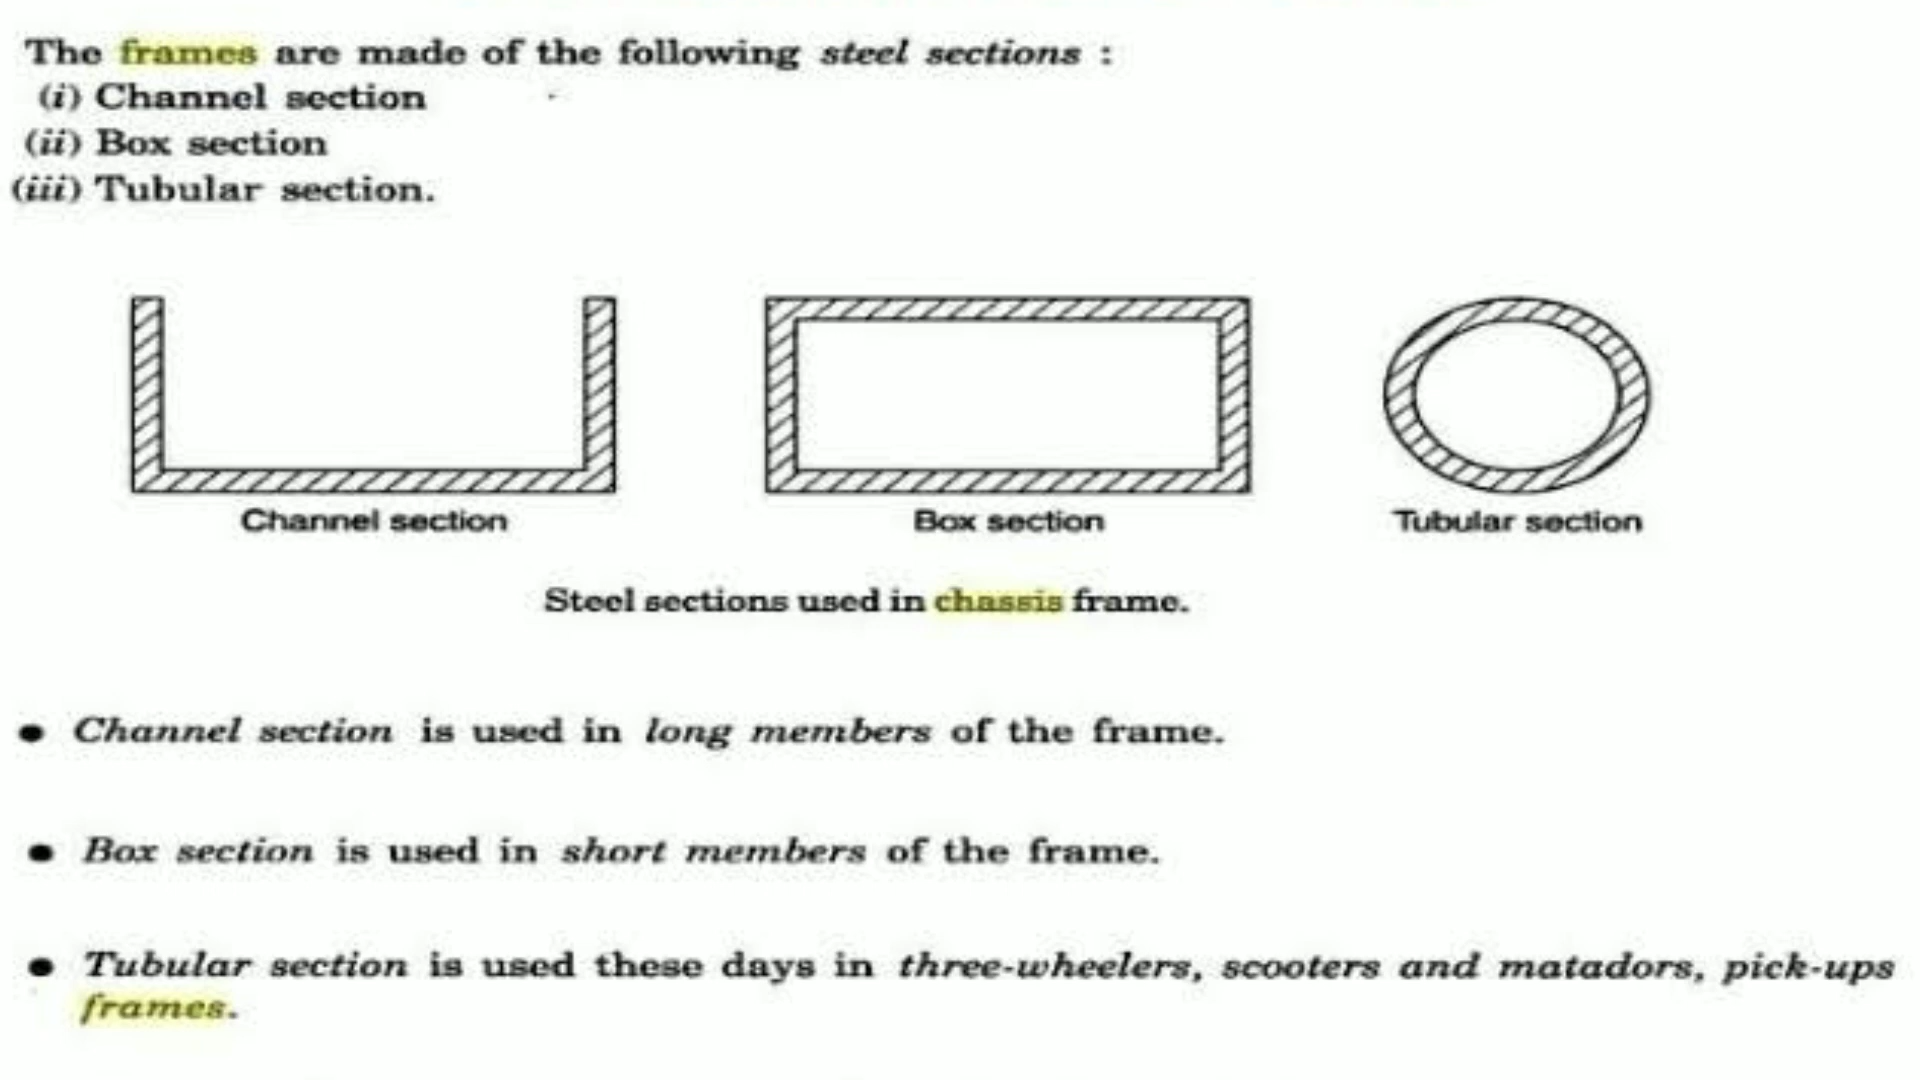 The frames are made of the following steel sections :
(i) Channel section
(ii) Box section
(iii) Tubular section.
Channel section
Box section
Tubular section
Steel sections used in chassis frame.
• Channel section is used in long members of the frame.
• Box section is used in short members of the frame.
• Tubular section is used these days in three-wheelers, scooters and matadors, pick-ups
frames.